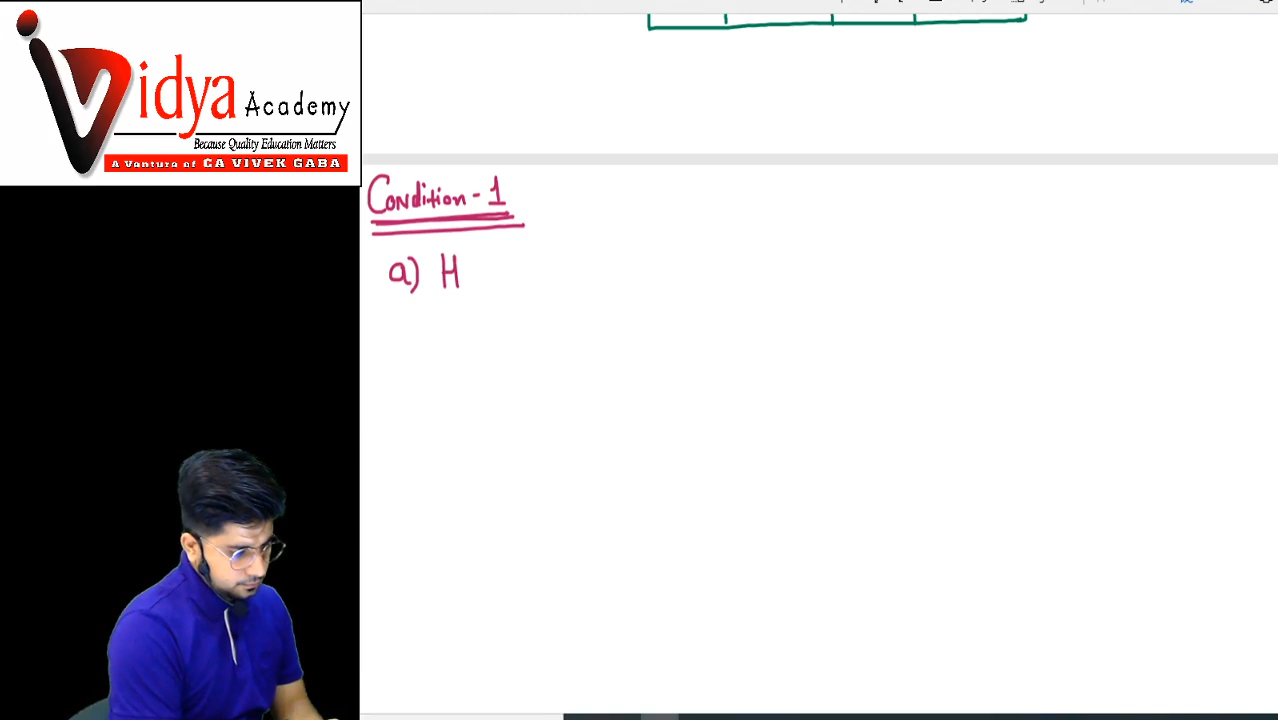 Vidya Academy
Because Quality Education Matters
A Venture of CA VIVEK GABA
Condition - 1
a) H